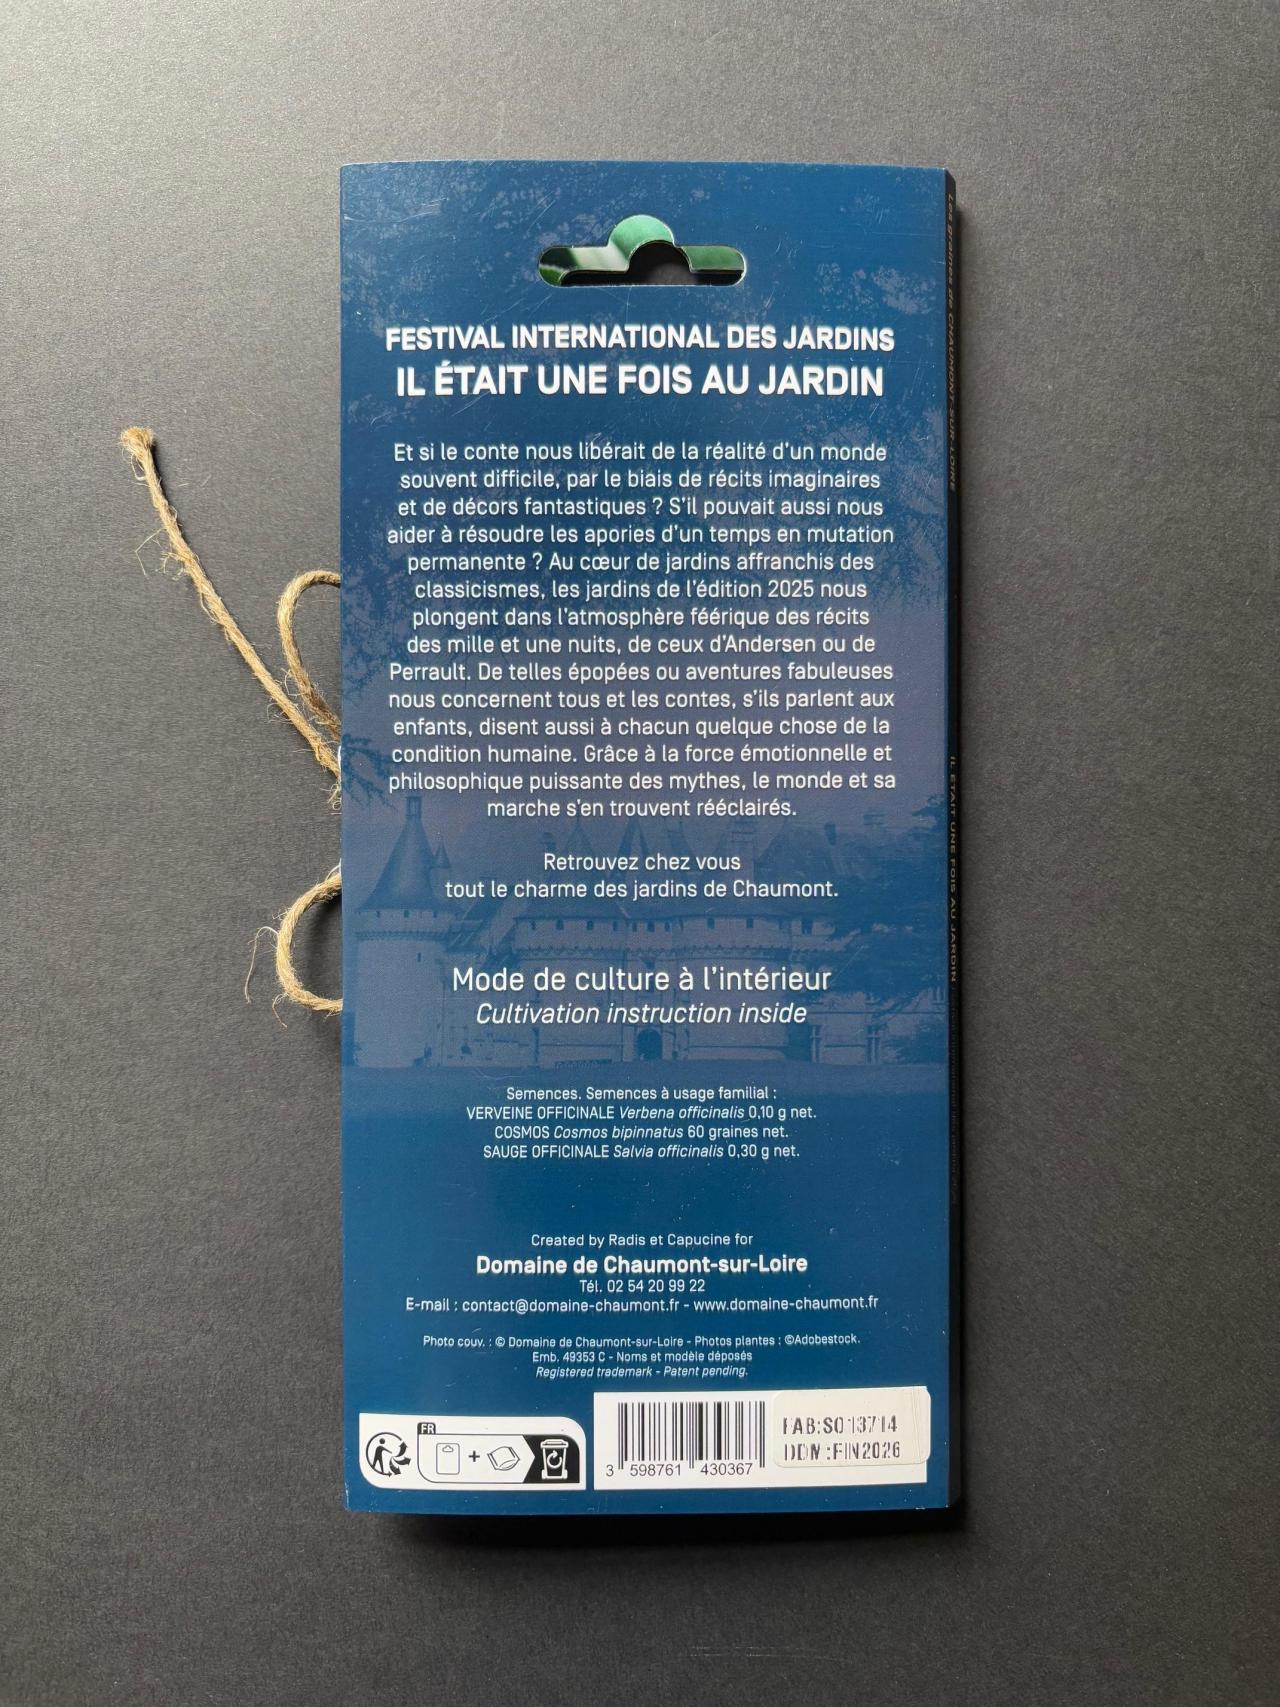 FESTIVAL INTERNATIONAL DES JARDINS
IL ÉTAIT UNE FOIS AU JARDIN
Et si le conte nous libérait de la réalité d'un monde
souvent difficile, par le biais de récits imaginaires
et de décors fantastiques ? S'il pouvait aussi nous
aider à résoudre les apories d'un temps en mutation
permanente ? Au cœur de jardins affranchis des
classicismes, les jardins de l'édition 2025 nous
plongent dans l'atmosphère féérique des récits
des mille et une nuits, de ceux d'Andersen ou de
Perrault. De telles épopées ou aventures fabuleuses
nous concernent tous et les contes, s'ils parlent aux
enfants, disent aussi à chacun quelque chose de la
condition humaine. Grâce à la force émotionnelle et
philosophique puissante des mythes, le monde et sa
marche s'en trouvent rééclairés.
Retrouvez chez vous
tout le charme des jardins de Chaumont.
Mode de culture à l'intérieur
Cultivation instruction inside
Semences. Semences à usage familial :
VERVEINE OFFICINALE Verbena officinalis 0,10 g net.
COSMOS Cosmos bipinnatus 60 graines net.
SAUGE OFFICINALE Salvia officinalis 0,30 g net.
Created by Radis et Capucine for
Domaine de Chaumont-sur-Loire
Tél. 02 54 20 99 22
E-mail : contact@domaine-chaumont.fr - www.domaine-chaumont.fr
Photo couv. : © Domaine de Chaumont-sur-Loire - Photos plantes : ©Adobestock.
Emb. 49353 C - Noms et modèle déposés
Registered trademark - Patent pending.
FR
+
3 598761 430367
FAB:SO13714
DDM:FIN2026
Les graines de CHAUMONT-SUR-LOIRE
IL ÉTAIT UNE FOIS AU JARDIN